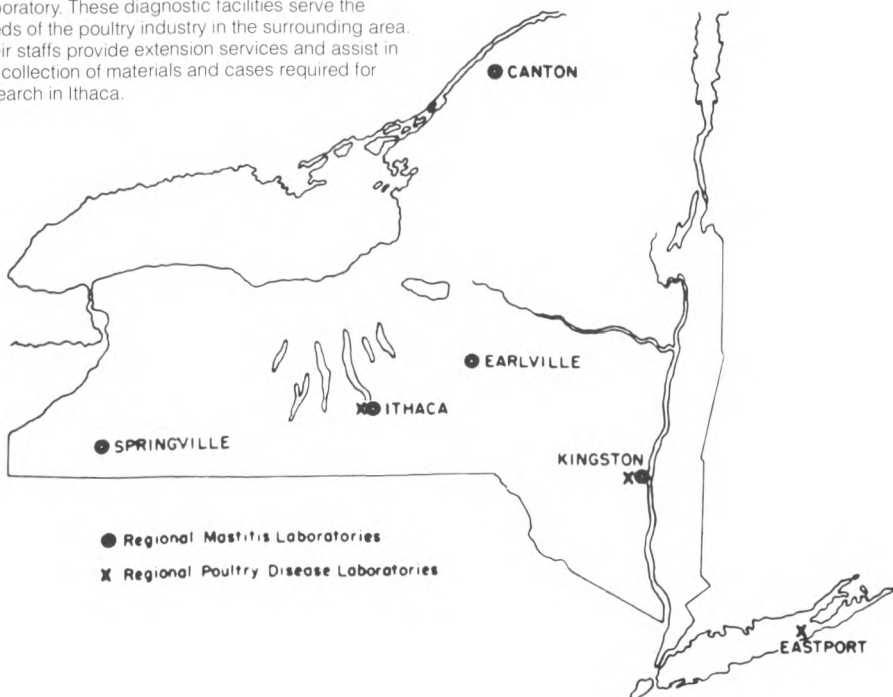 oratory. These diagnostic facilities serve the
eds of the poultry industry in the surrounding area.
eir staffs provide extension services and assist in
collection of materials and cases required for
earch in Ithaca.
CANTON
EARLVILLE
ITHACA
SPRINGVILLE
KINGSTON
Regional Mastitis Laboratories
X Regional Poultry Disease Laboratories
EASTPORT